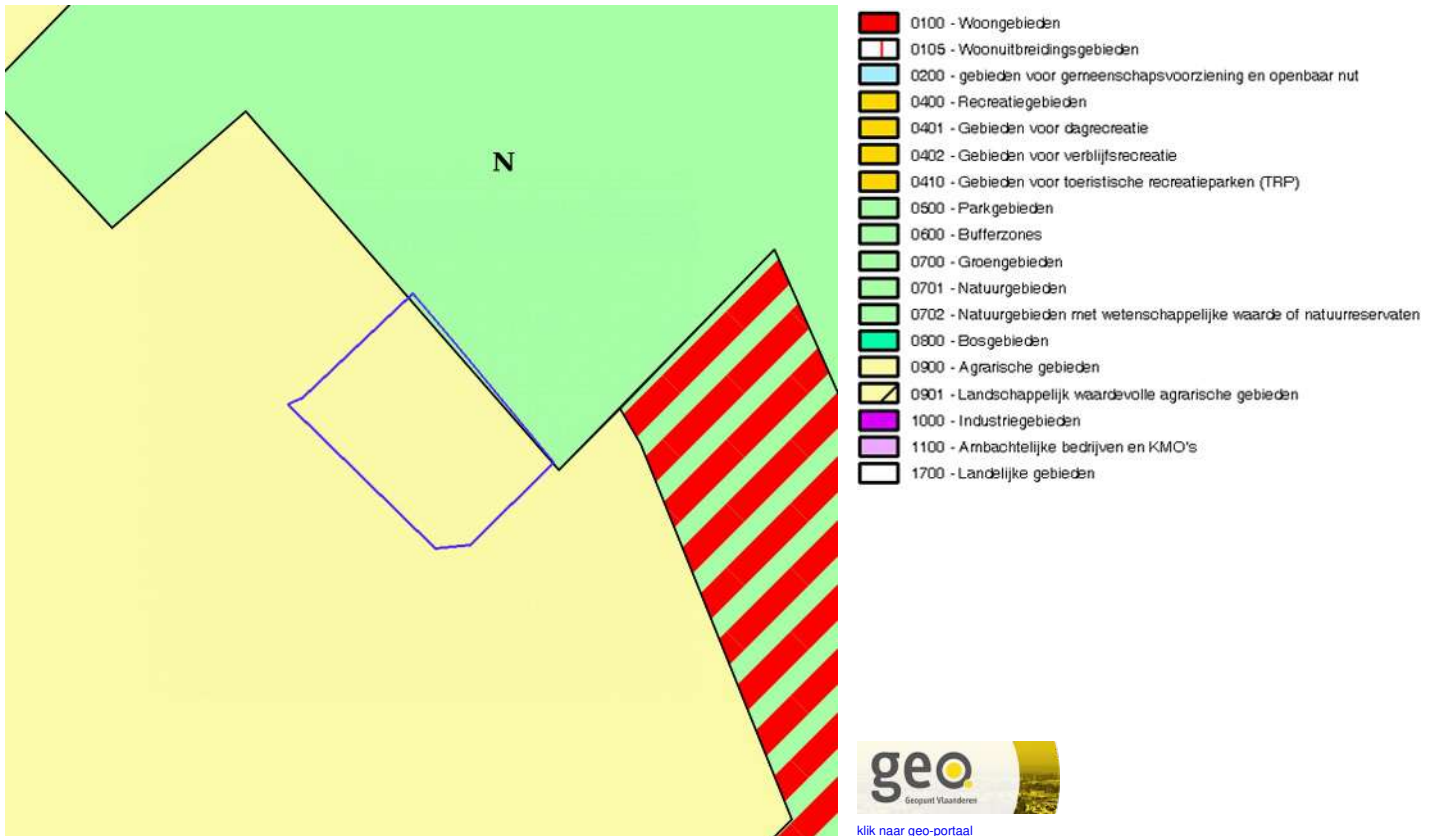 N
0100 - Woongebieden
0105 - Woonuitbreidingsgebieden
0200 - gebieden voor gemeenschapsvoorziening en openbaar nut
0400 - Recreatiegebieden
0401 - Gebieden voor dagrecreatie
0402 - Gebieden voor verblijfsrecreatie
0410 - Gebieden voor toeristische recreatieparken (TRP)
0500 - Parkgebieden
0600 - Bufferzones
0700 - Groengebieden
0701 - Natuurgebieden
0702 - Natuurgebieden met wetenschappelijke waarde of natuurreservaten
0800 - Bosgebieden
0900 - Agrarische gebieden
0901 - Landschappelijk waardevolle agrarische gebieden
1000 - Industriegebieden
1100 - Ambachtelijke bedrijven en KMO's
1700 - Landelijke gebieden
geo.
Geopunt Vlaanderen
klik naar geo-portaal